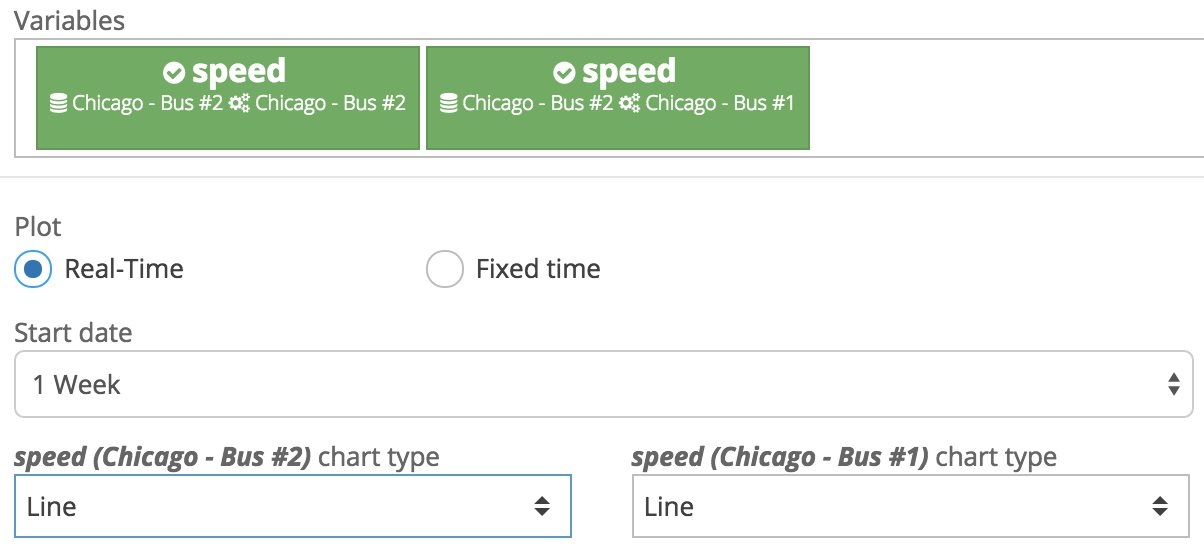 Variables
speed speed
Chicago - Bus #2 Chicago - Bus #2 Chicago - Bus #2 Chicago - Bus #1
Plot
Real-Time Fixed time
Start date
1 Week
speed (Chicago - Bus #2) chart type speed (Chicago - Bus #1) chart type
Line Line